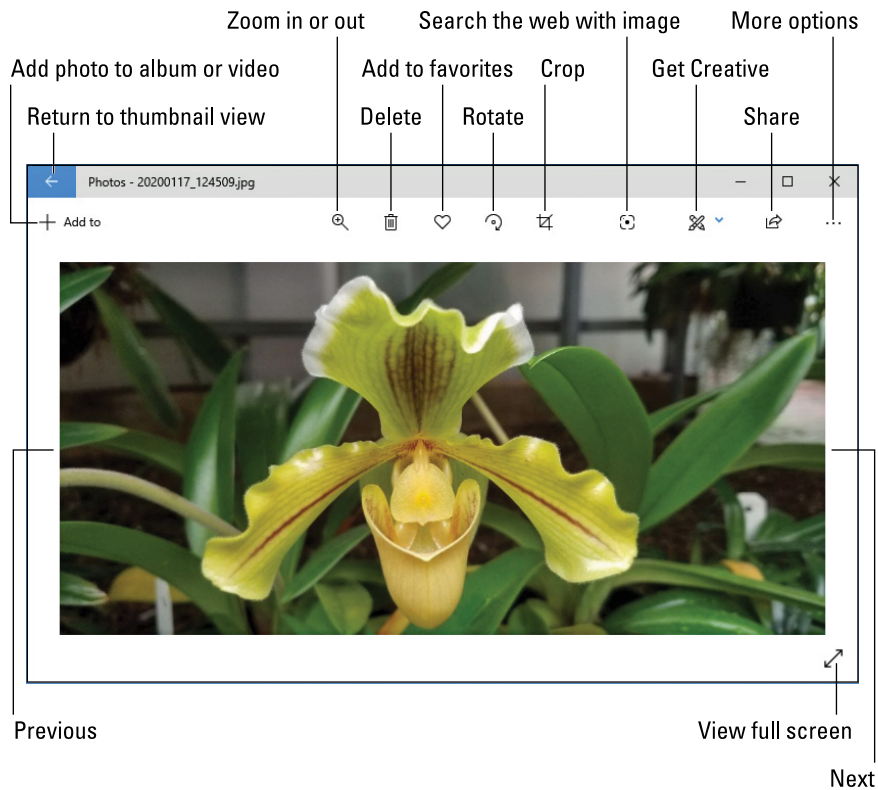 Zoom in or out
Search the web with image
More options
Add photo to album or video
Add to favorites
Crop
Get Creative
Return to thumbnail view
Delete
Rotate
Share
Photos - 20200117_124509.jpg
Add to
Previous
View full screen
Next